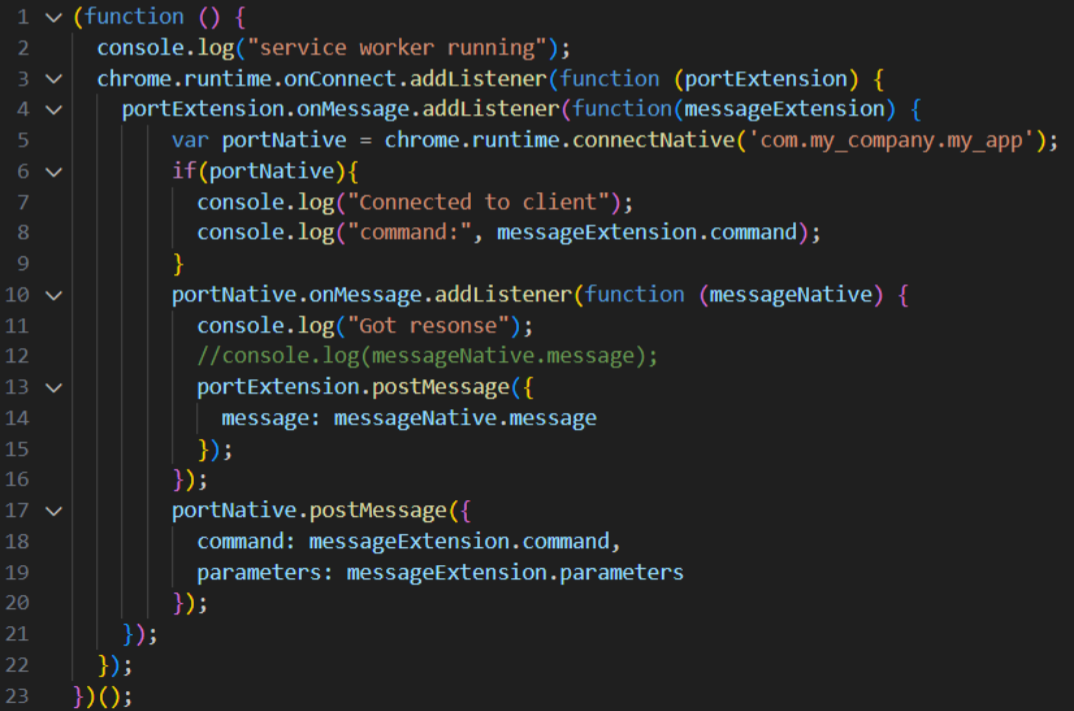 1 (function () {
2 console.log("service worker running");
3 chrome.runtime.onConnect.addListener(function (portExtension) {
4 portExtension.onMessage.addListener(function(messageExtension) {
5 var portNative = chrome.runtime.connectNative('com.my_company.my_app');
6 if(portNative){
7 console.log("Connected to client");
8 console.log("command:", messageExtension.command);
9 }
10 portNative.onMessage.addListener(function (messageNative) {
11 console.log("Got resonse");
12 //console.log(messageNative.message);
13 portExtension.postMessage({
14 message: messageNative.message
15 });
16 });
17 portNative.postMessage({
18 command: messageExtension.command,
19 parameters: messageExtension.parameters
20 });
21 });
22 });
23 })();